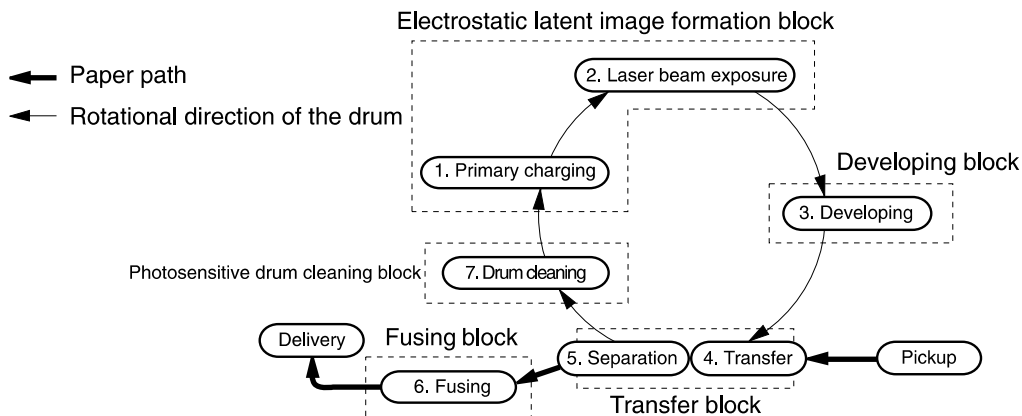 Electrostatic latent image formation block
2. Laser beam exposure
Paper path
Rotational direction of the drum
1. Primary charging
Developing block
3. Developing
Photosensitive drum cleaning block
7. Drum cleaning
Delivery
Fusing block
5. Separation
4. Transfer
Pickup
6. Fusing
Transfer block